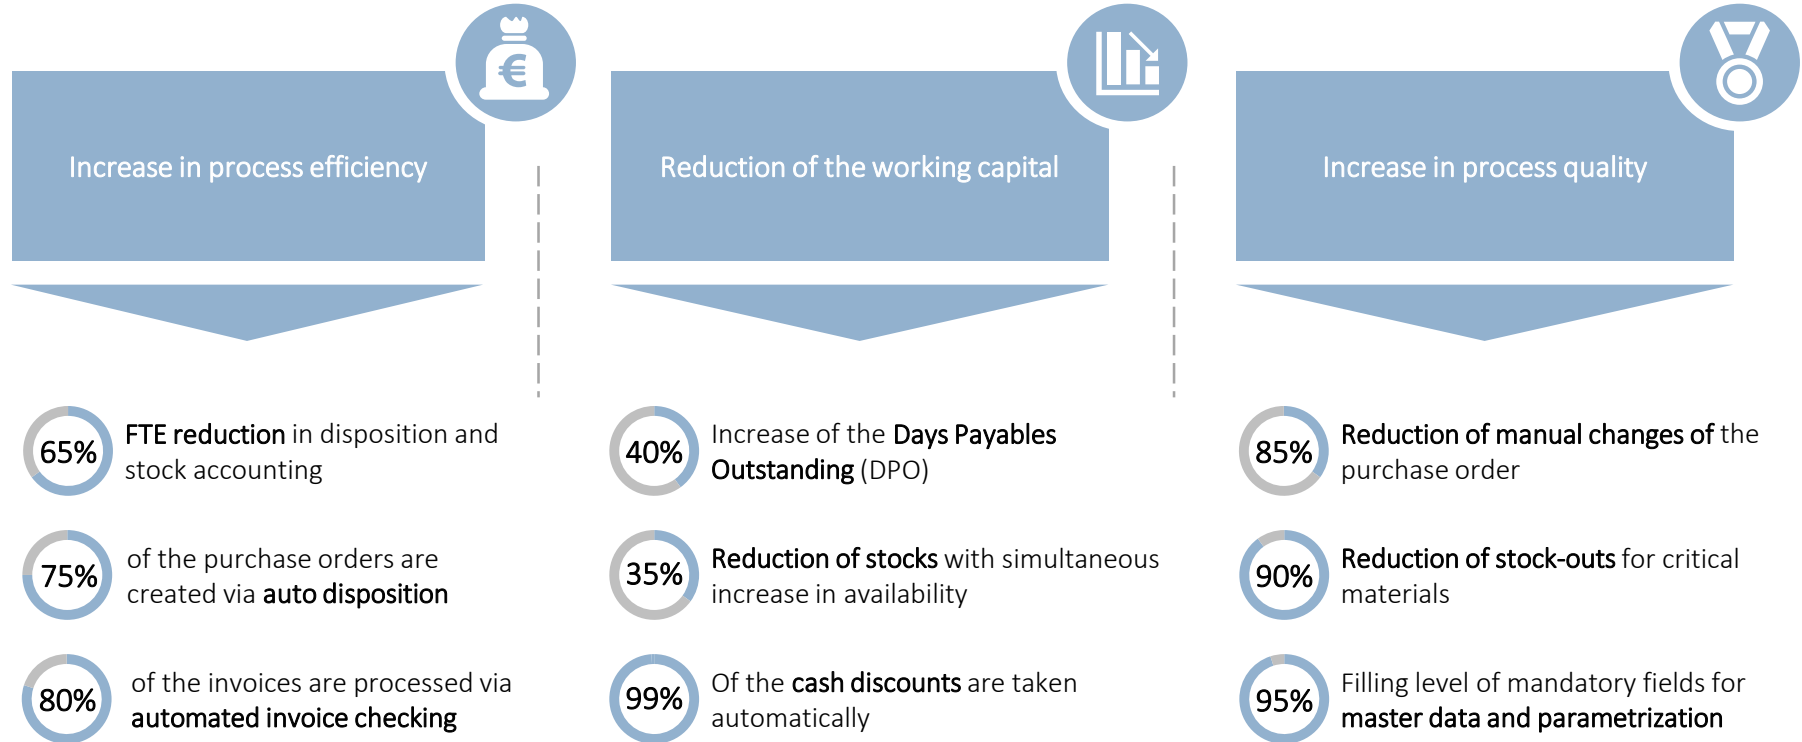 €
Increase in process efficiency
65%
FTE reduction in disposition and
stock accounting
75%
of the purchase orders are
created via auto disposition
80%
of the invoices are processed via
automated invoice checking
Reduction of the working capital
40%
Increase of the Days Payables
Outstanding (DPO)
35%
Reduction of stocks with simultaneous
increase in availability
99%
Of the cash discounts are taken
automatically
Increase in process quality
85%
Reduction of manual changes of the
purchase order
90%
Reduction of stock-outs for critical
materials
95%
Filling level of mandatory fields for
master data and parametrization